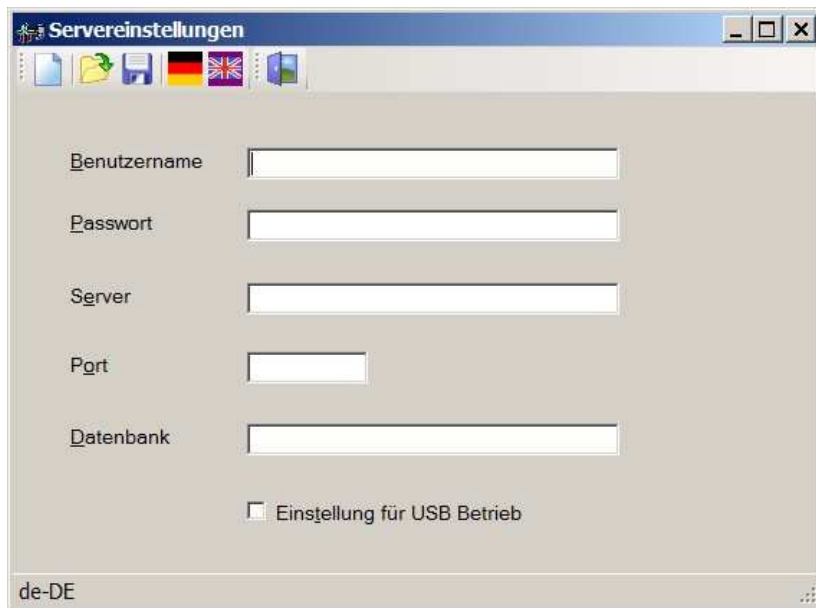 Servereinstellungen
Benutzername
Passwort
Server
Port
Datenbank
Einstellung für USB Betrieb
de-DE